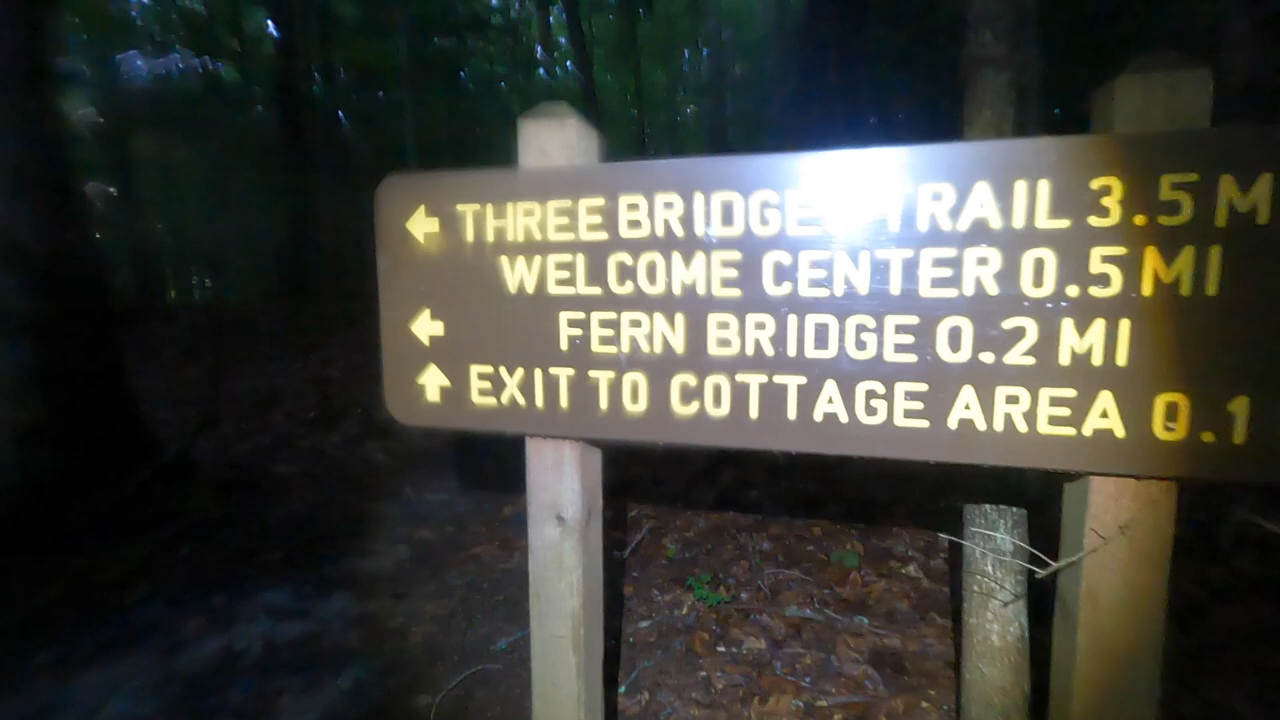 ← THREE BRIDGES TRAIL 3.5 M
WELCOME CENTER 0.5 MI
← FERN BRIDGE 0.2 MI
↑ EXIT TO COTTAGE AREA 0.1